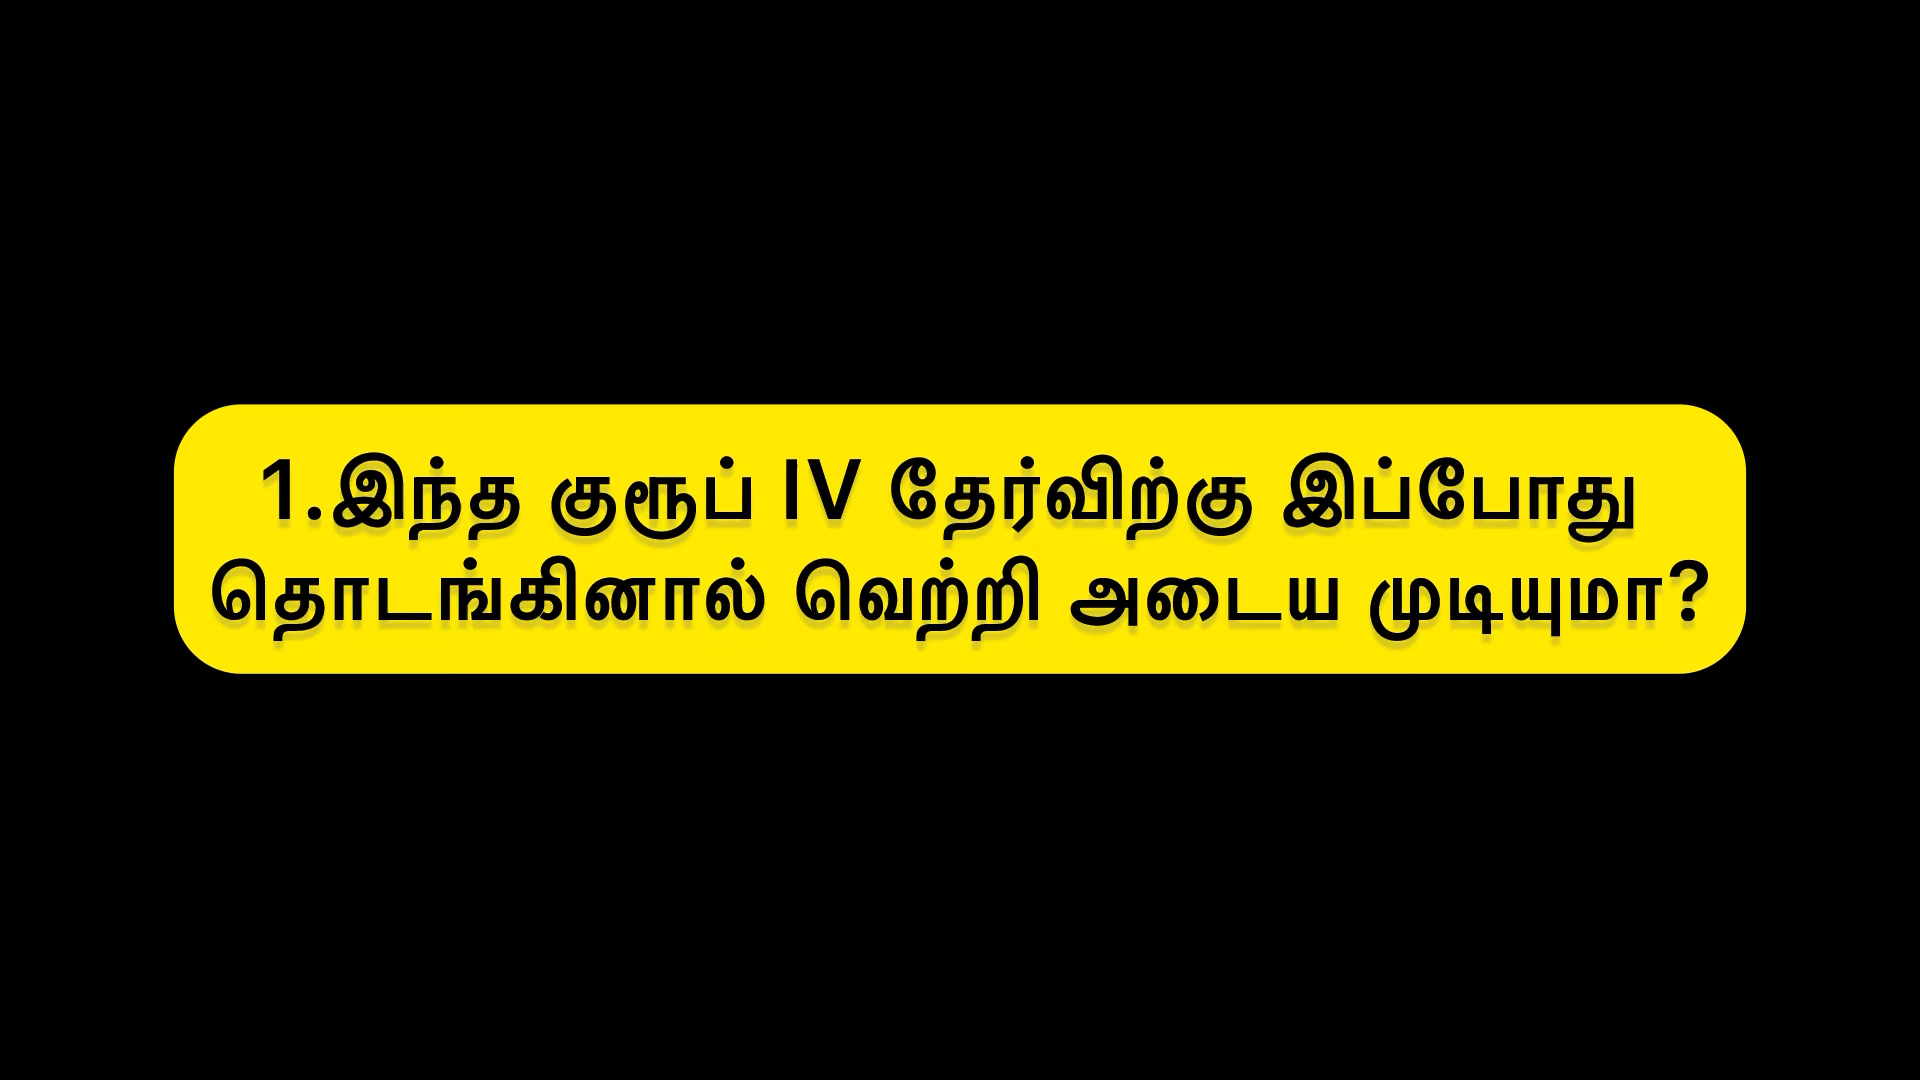 1.இந்த குரூப் IV தேர்விற்கு இப்போது
தொடங்கினால் வெற்றி அடைய முடியுமா?